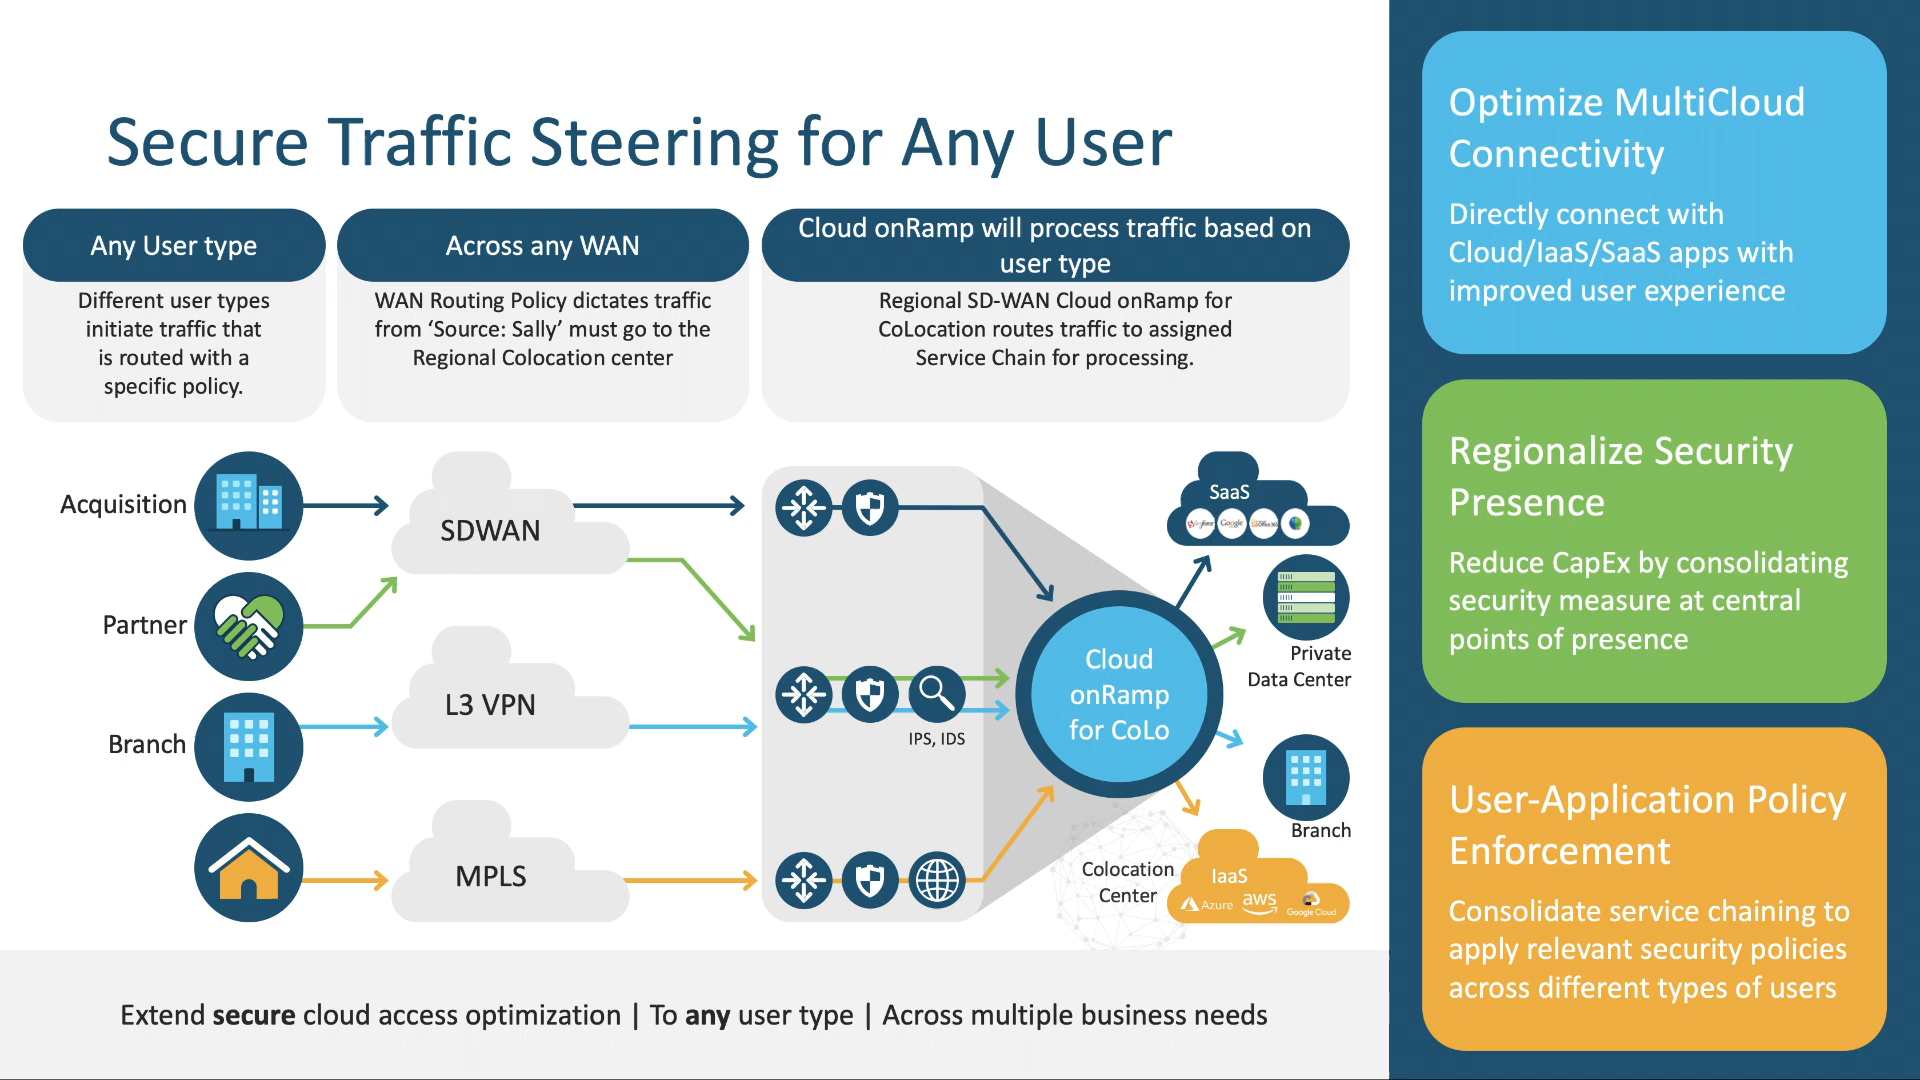 Secure Traffic Steering for Any User
Any User type
Different user types
initiate traffic that
is routed with a
specific policy.
Across any WAN
WAN Routing Policy dictates traffic
from ‘Source: Sally’ must go to the
Regional Colocation center
Cloud onRamp will process traffic based on
user type
Regional SD-WAN Cloud onRamp for
CoLocation routes traffic to assigned
Service Chain for processing.
Acquisition
Partner
Branch
SDWAN
L3 VPN
MPLS
IPS, IDS
Cloud
onRamp
for CoLo
SaaS
Google
Private
Data Center
Branch
Colocation
Center
IaaS
Azure
aws
Google Cloud
Extend secure cloud access optimization | To any user type | Across multiple business needs
Optimize MultiCloud
Connectivity
Directly connect with
Cloud/IaaS/SaaS apps with
improved user experience
Regionalize Security
Presence
Reduce CapEx by consolidating
security measure at central
points of presence
User-Application Policy
Enforcement
Consolidate service chaining to
apply relevant security policies
across different types of users